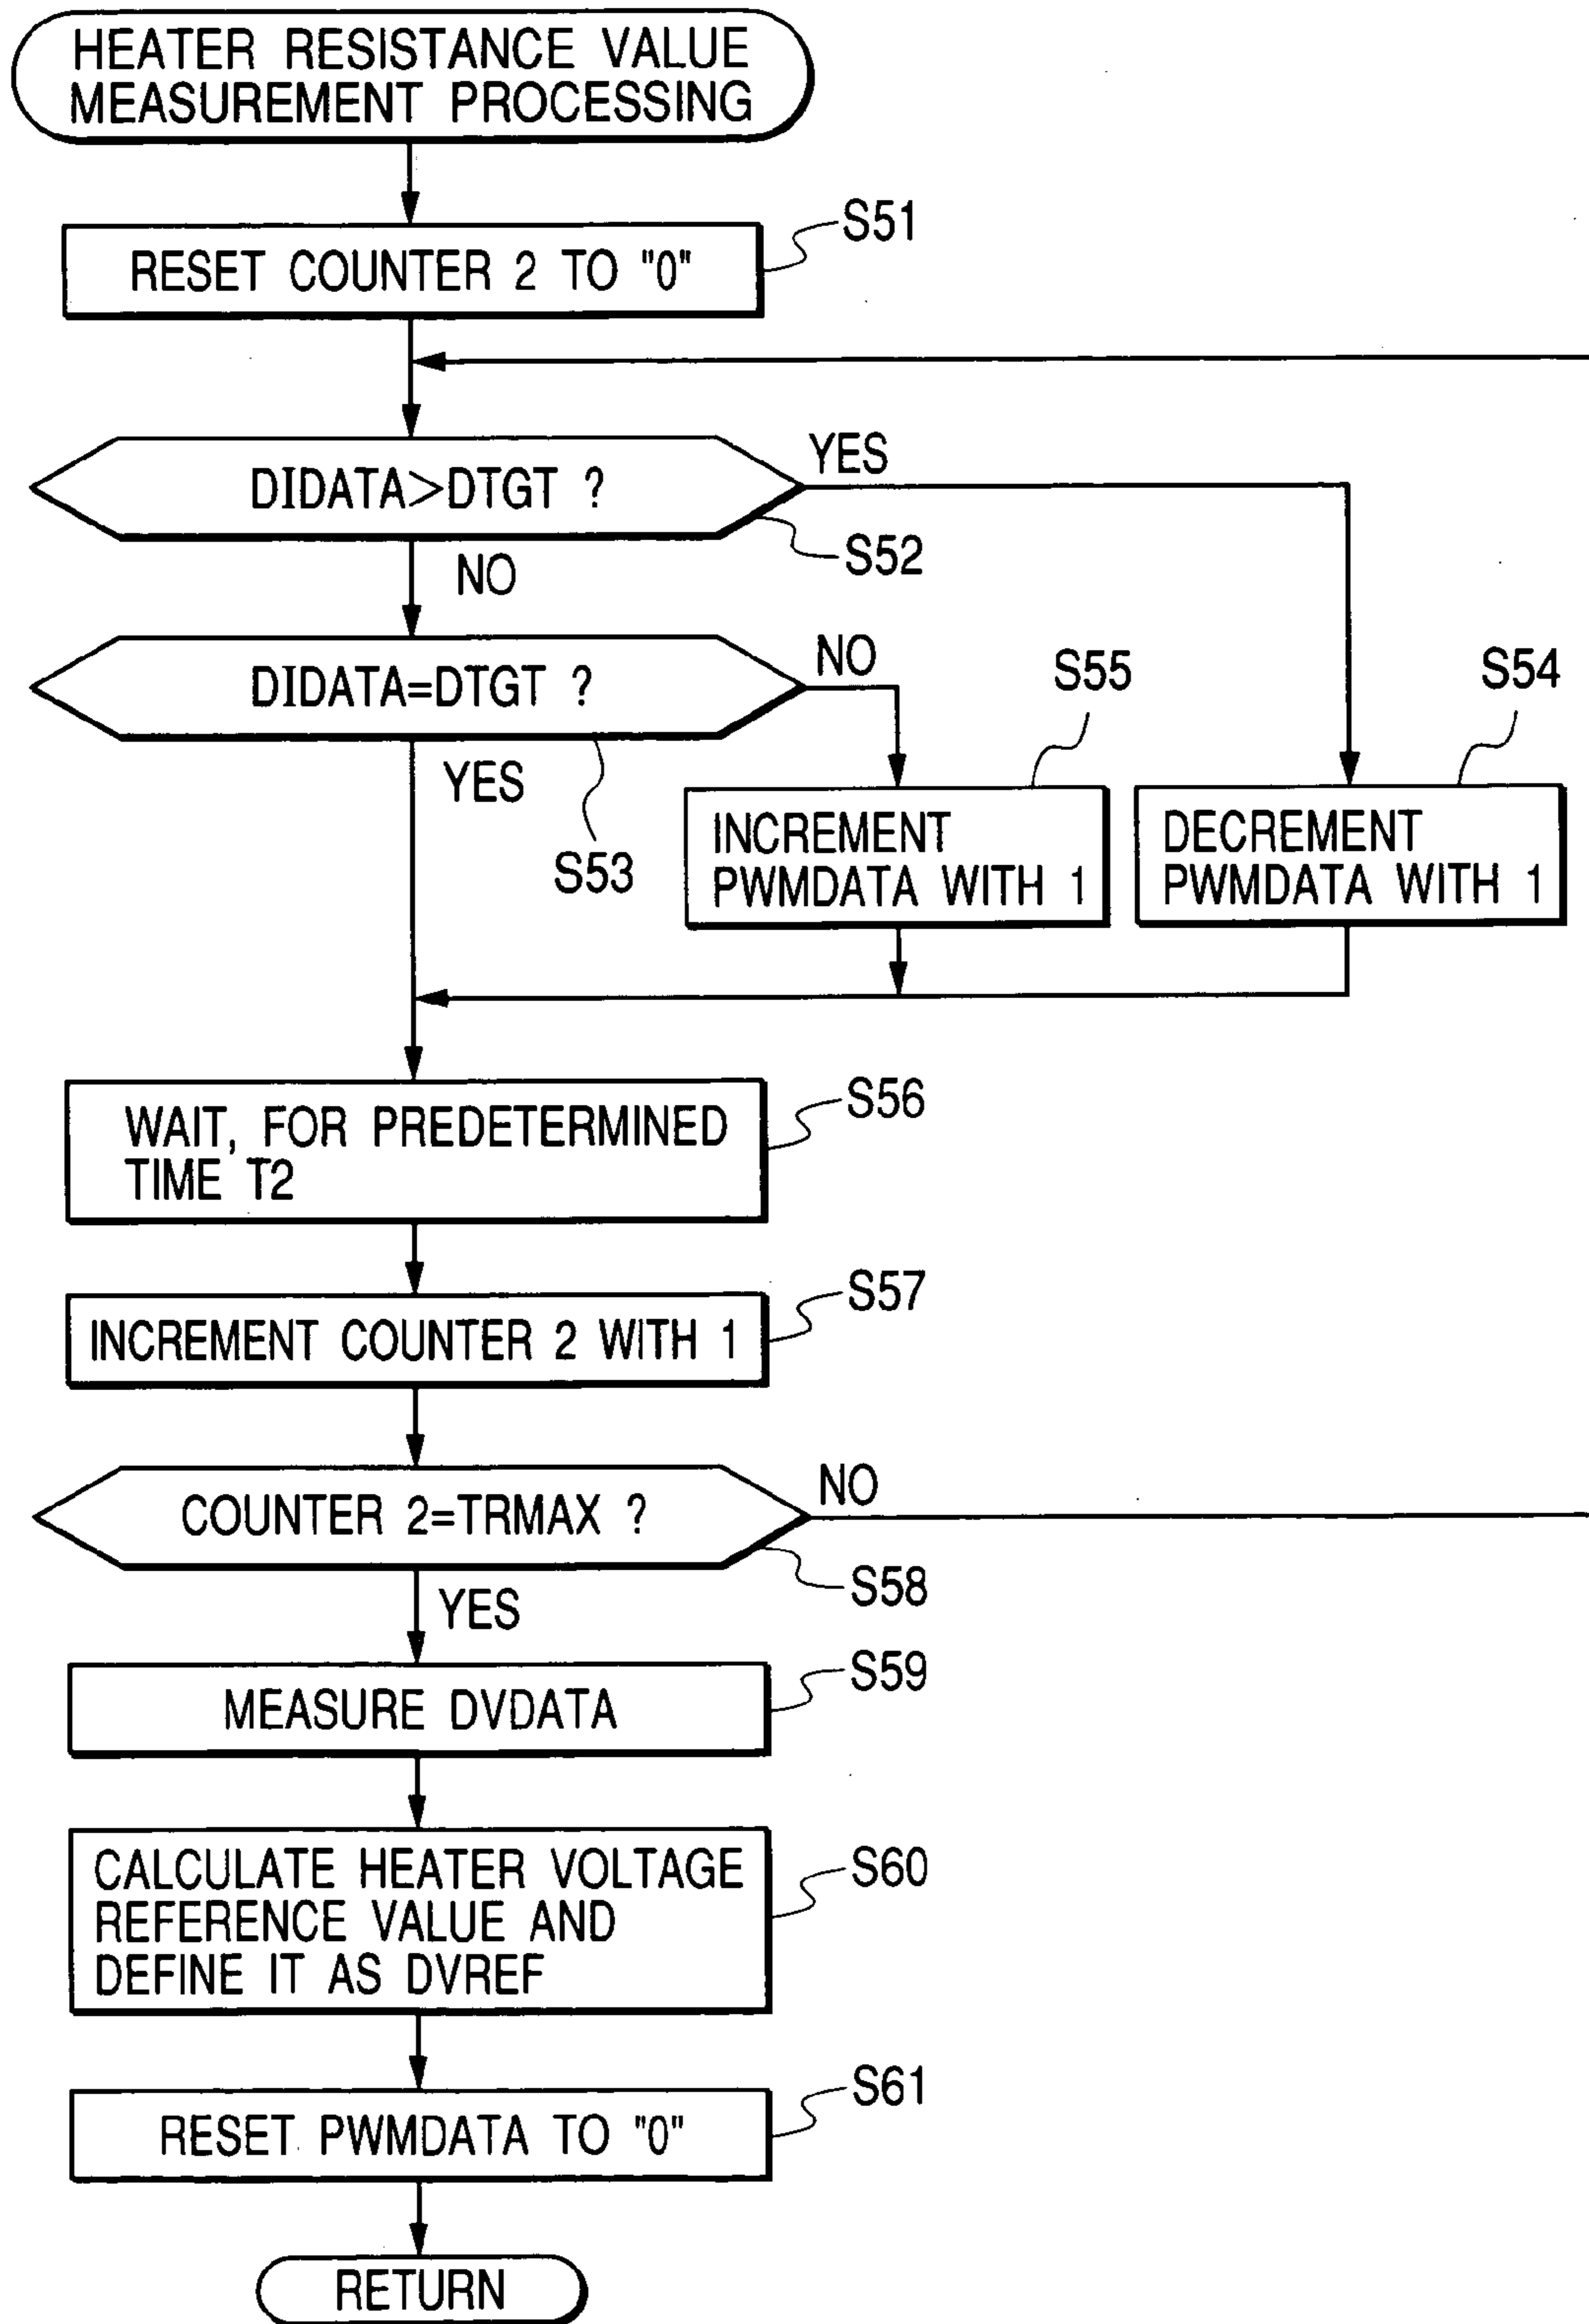 HEATER RESISTANCE VALUE
MEASUREMENT PROCESSING
S51
RESET COUNTER 2 TO "0"
DIDATA>DTGT ?
YES
S52
NO
DIDATA=DTGT ?
NO
S55
S54
YES
S53
INCREMENT
PWMDATA WITH 1
DECREMENT
PWMDATA WITH 1
S56
WAIT, FOR PREDETERMINED
TIME T2
S57
INCREMENT COUNTER 2 WITH 1
COUNTER 2=TRMAX ?
NO
S58
YES
S59
MEASURE DVDATA
S60
CALCULATE HEATER VOLTAGE
REFERENCE VALUE AND
DEFINE IT AS DVREF
S61
RESET PWMDATA TO "0"
RETURN